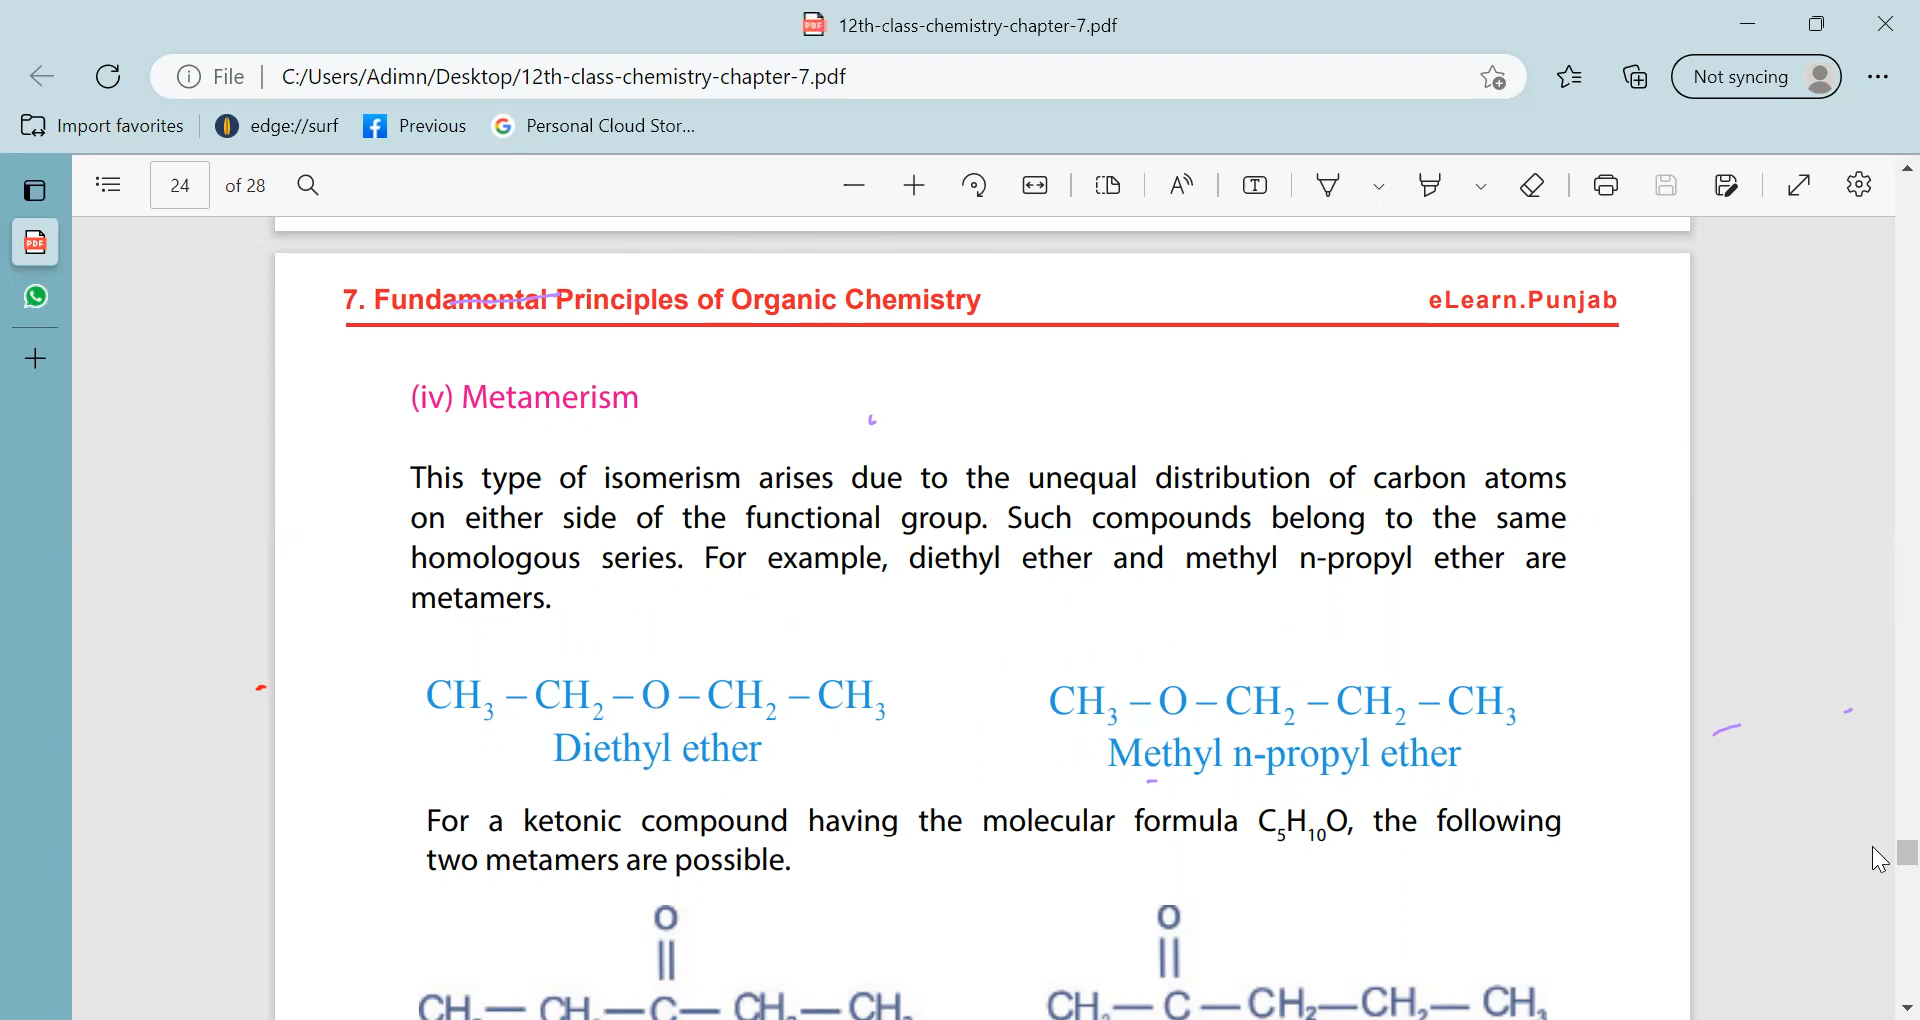 12th-class-chemistry-chapter-7.pdf
File C:/Users/Adimn/Desktop/12th-class-chemistry-chapter-7.pdf Not syncing
Import favorites edge://surf Previous Personal Cloud Stor...
24 of 28
7. Fundamental Principles of Organic Chemistry eLearn.Punjab
(iv) Metamerism
This type of isomerism arises due to the unequal distribution of carbon atoms
on either side of the functional group. Such compounds belong to the same
homologous series. For example, diethyl ether and methyl n-propyl ether are
metamers.
CH₃ – CH₂ – O – CH₂ – CH₃ CH₃ – O – CH₂ – CH₂ – CH₃
Diethyl ether Methyl n-propyl ether
For a ketonic compound having the molecular formula C₅H₁₀O, the following
two metamers are possible.
O O
CH₃— CH₂—C— CH₂—CH₃ CH₃— C —CH₂—CH₂— CH₃